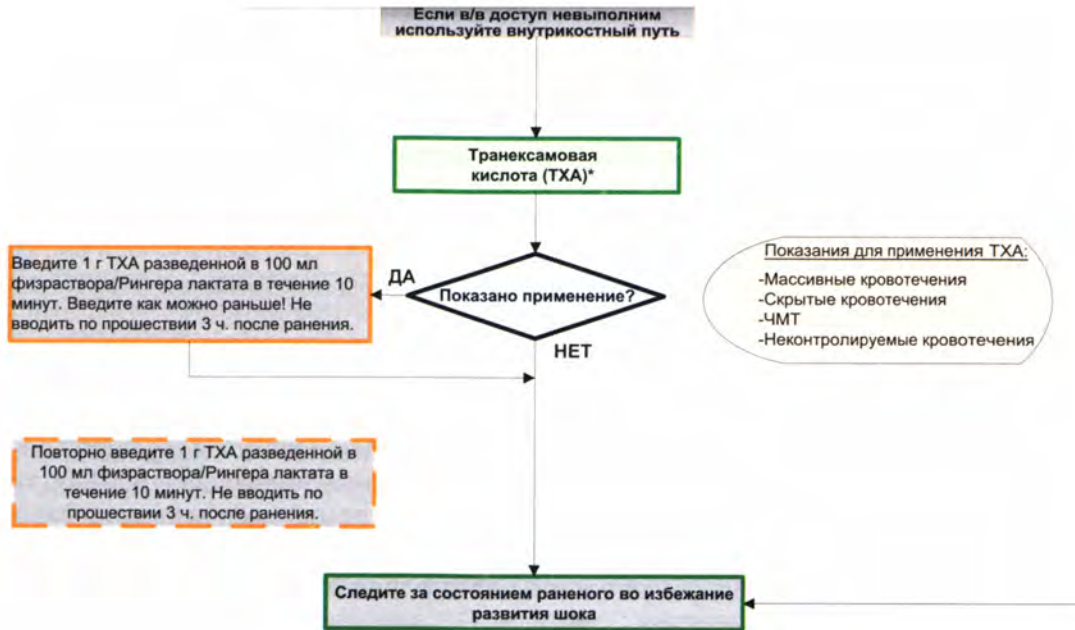 Если в/в доступ невыполним
используйте внутрикостный путь
Транексамовая
кислота (ТХА)*
Введите 1 г ТХА разведенной в 100 мл
физраствора/Рингера лактата в течение 10
минут. Введите как можно раньше! Не
вводить по прошествии 3 ч. после ранения.
ДА
Показано применение?
НЕТ
Показания для применения ТХА:
-Массивные кровотечения
-Скрытые кровотечения
-ЧМТ
-Неконтролируемые кровотечения
Повторно введите 1 г ТХА разведенной в
100 мл физраствора/Рингера лактата в
течение 10 минут. Не вводить по
прошествии 3 ч. после ранения.
Следите за состоянием раненого во избежание
развития шока